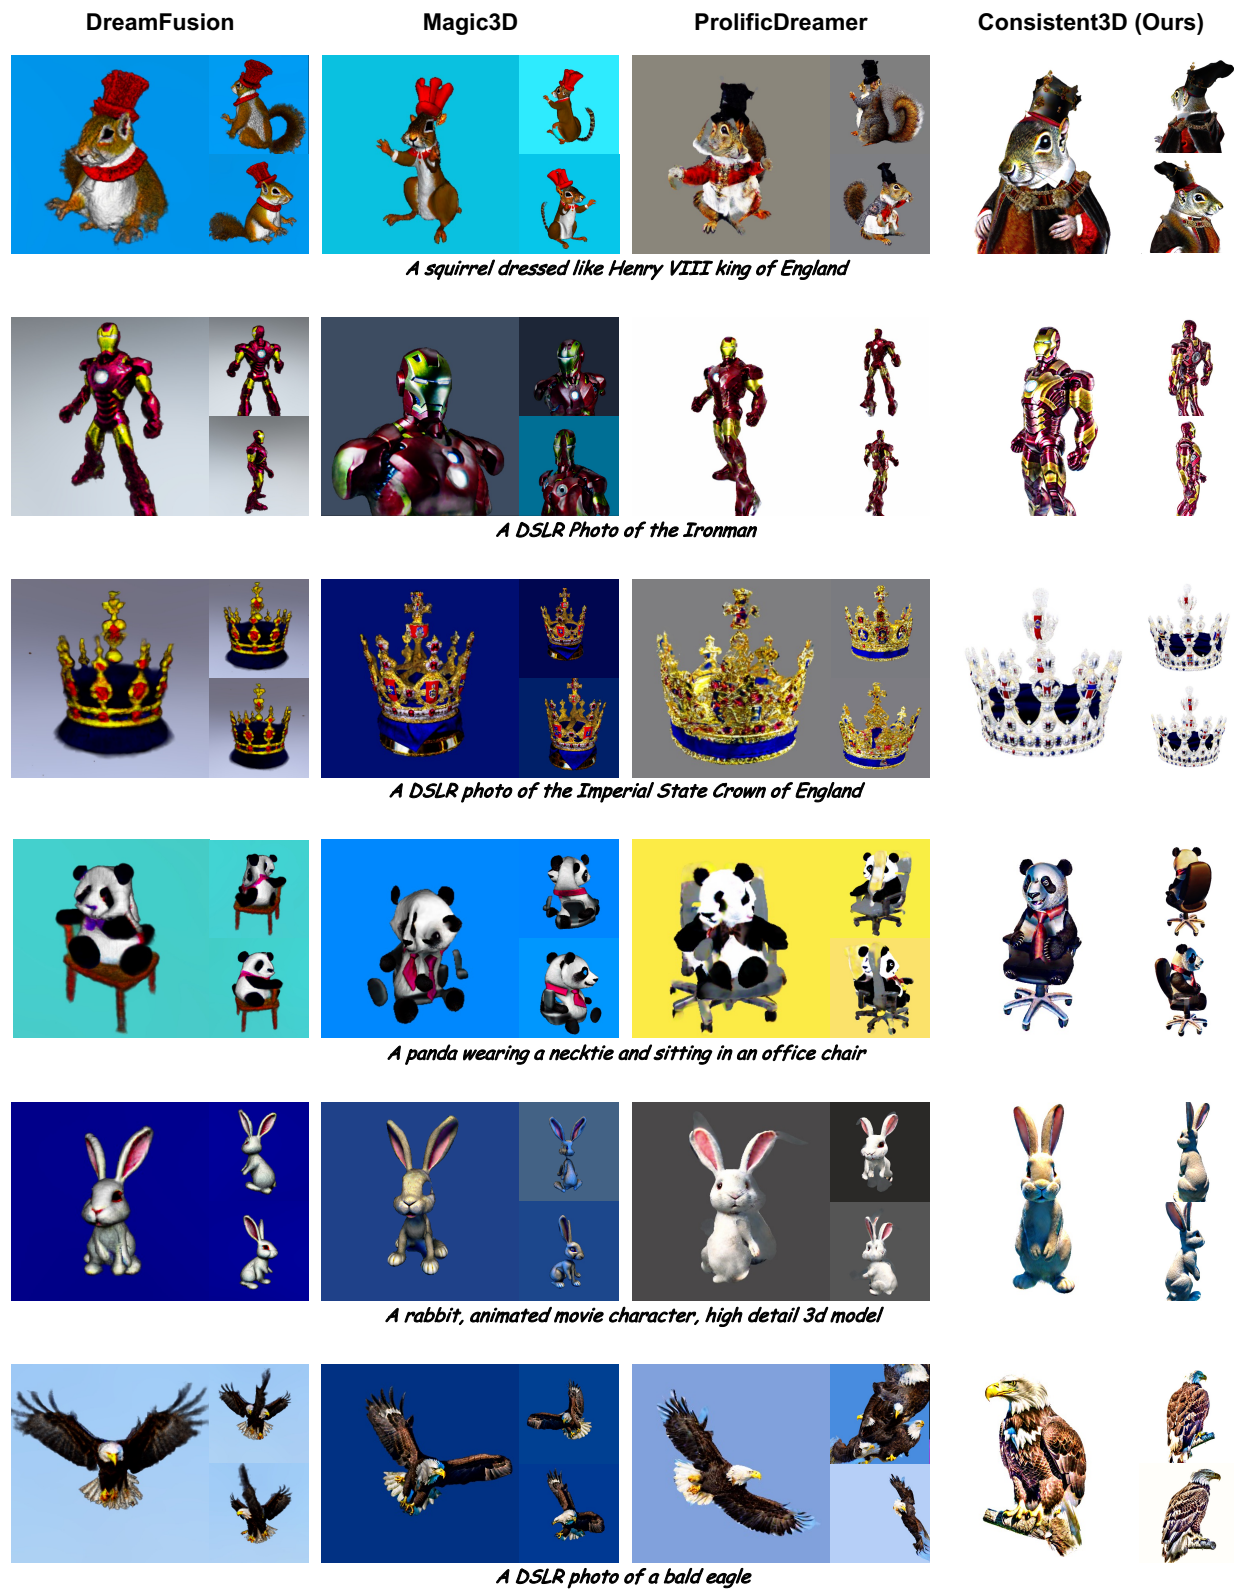 DreamFusion Magic3D ProlificDreamer Consistent3D (Ours)
A squirrel dressed like Henry VIII king of England
A DSLR Photo of the Ironman
A DSLR photo of the Imperial State Crown of England
A panda wearing a necktie and sitting in an office chair
A rabbit, animated movie character, high detail 3d model
A DSLR photo of a bald eagle